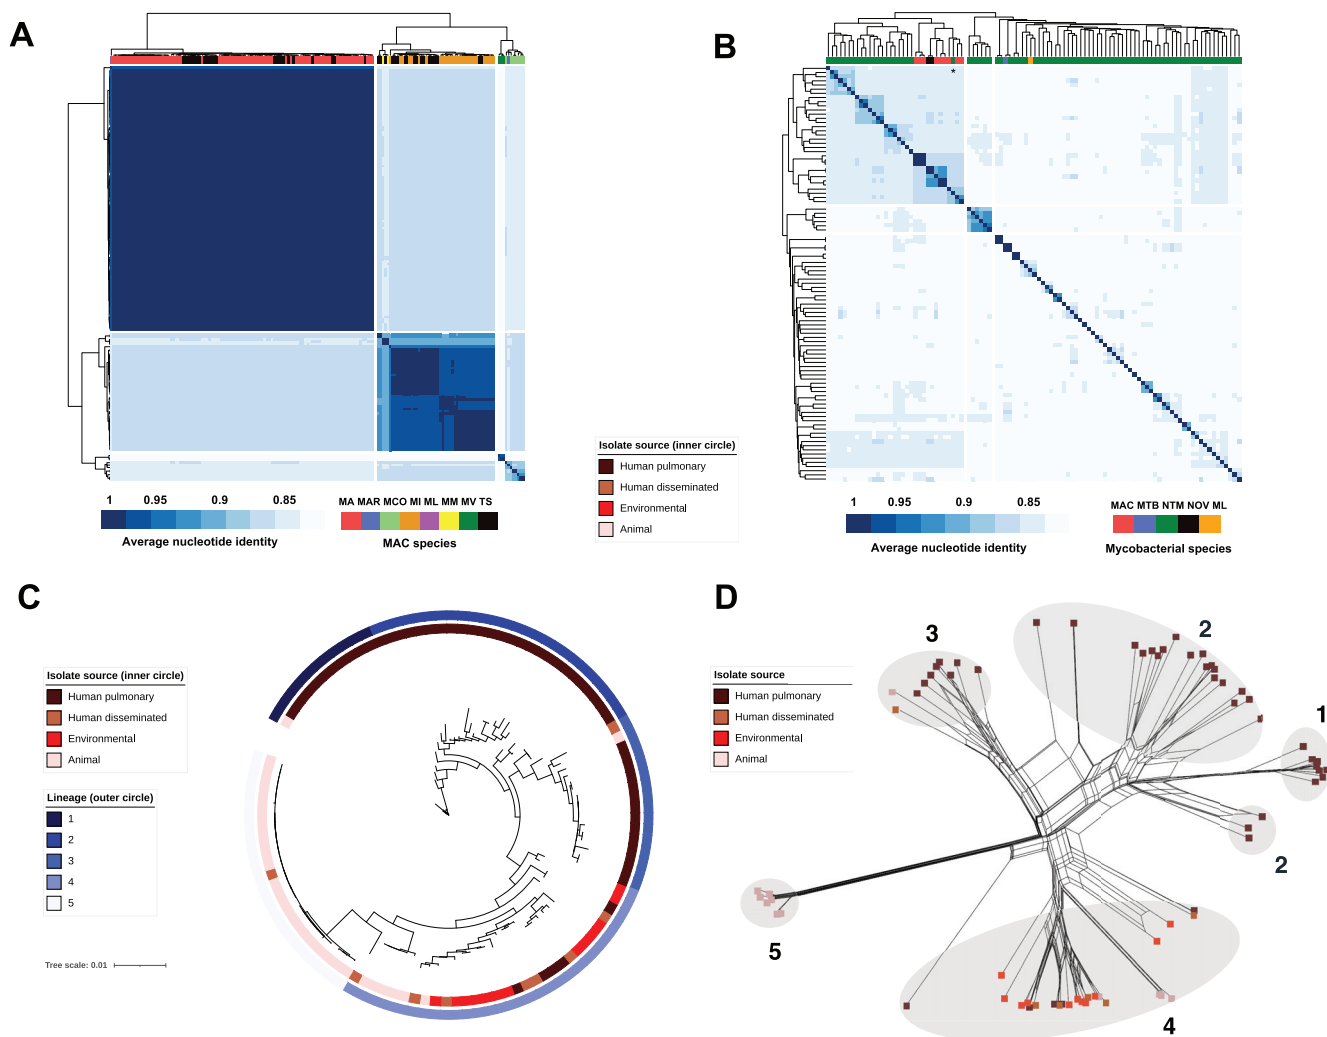 A
B
*
Isolate source (inner circle)
Human pulmonary
Human disseminated
Environmental
Animal
1 0.95 0.9 0.85
Average nucleotide identity
MA MAR MCO MI ML MM MV TS
MAC species
1 0.95 0.9 0.85
Average nucleotide identity
MAC MTB NTM NOV ML
Mycobacterial species
C
Isolate source (inner circle)
Human pulmonary
Human disseminated
Environmental
Animal
Lineage (outer circle)
1
2
3
4
5
Tree scale: 0.01
D
Isolate source
Human pulmonary
Human disseminated
Environmental
Animal
3
2
1
2
5
4